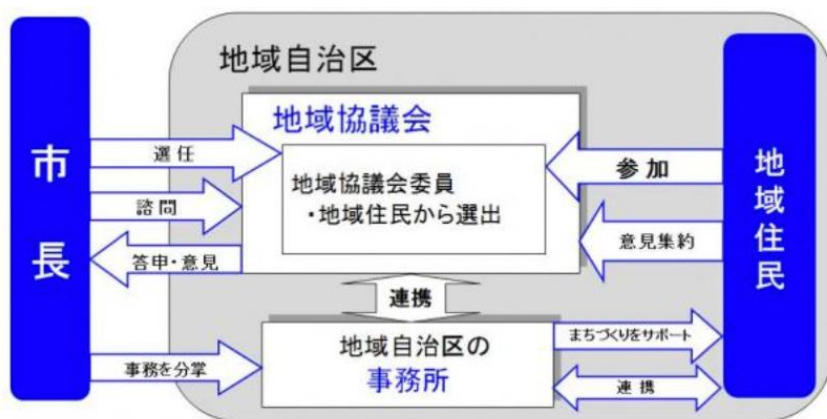 地域自治区
市長
地域協議会
選任
諮問
答申・意見
地域協議会委員
・地域住民から選出
参加
意見集約
地域住民
連携
地域自治区の
事務所
事務を分掌
まちづくりをサポート
連携